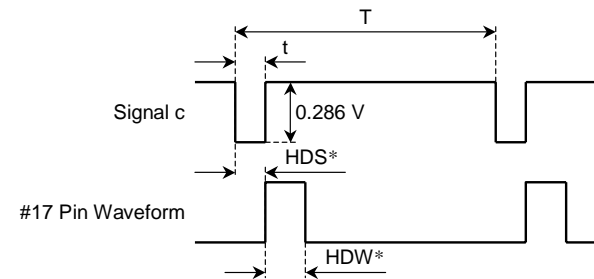 T
t
Signal c
0.286 V
HDS*
#17 Pin Waveform
HDW*